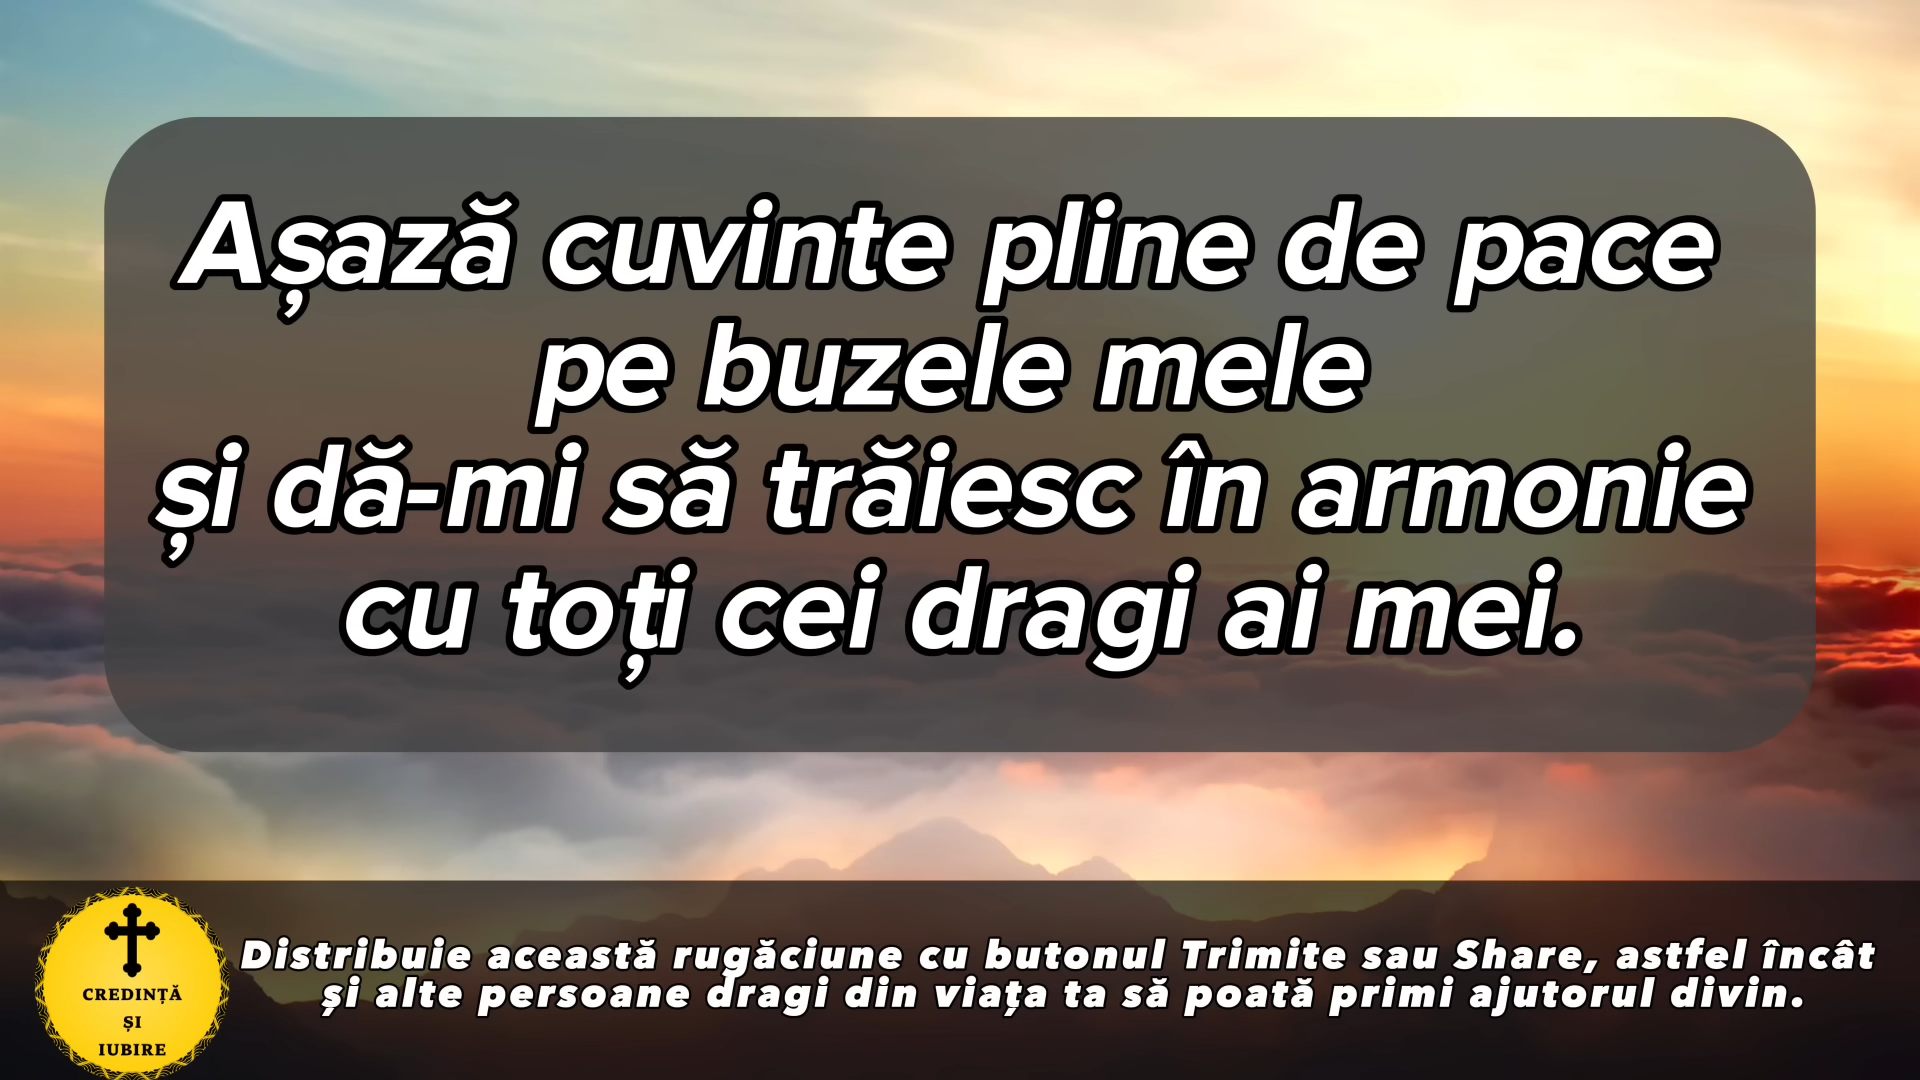 Așază cuvinte pline de pace
pe buzele mele
și dă-mi să trăiesc în armonie
cu toți cei dragi ai mei.
Distribuie această rugăciune cu butonul Trimite sau Share, astfel încât
și alte persoane dragi din viața ta să poată primi ajutorul divin.
CREDINȚĂ
ȘI
IUBIRE